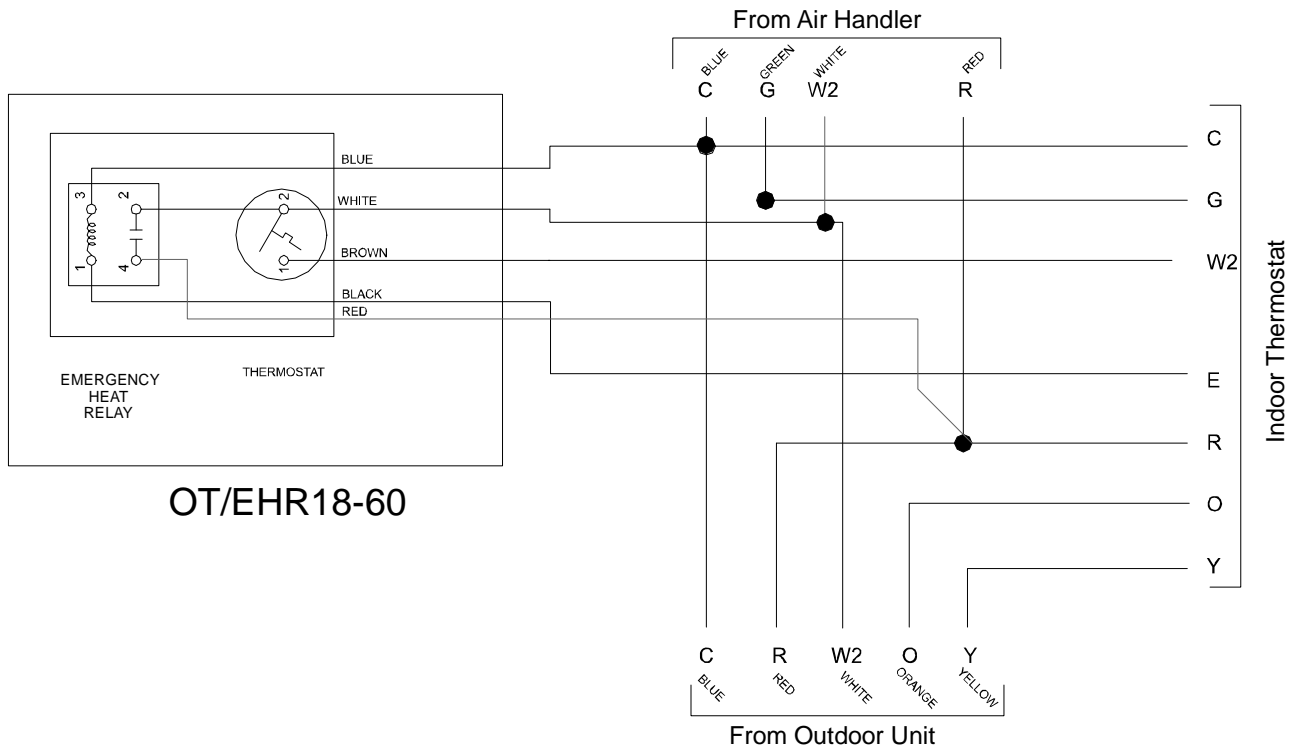 From Air Handler
BLUE
GREEN
WHITE
RED
C
G
W2
R
C
G
W2
E
R
O
Y
Indoor Thermostat
BLUE
WHITE
BROWN
BLACK
RED
3
2
1
4
2
1
EMERGENCY
HEAT
RELAY
THERMOSTAT
OT/EHR18-60
C
R
W2
O
Y
BLUE
RED
WHITE
ORANGE
YELLOW
From Outdoor Unit